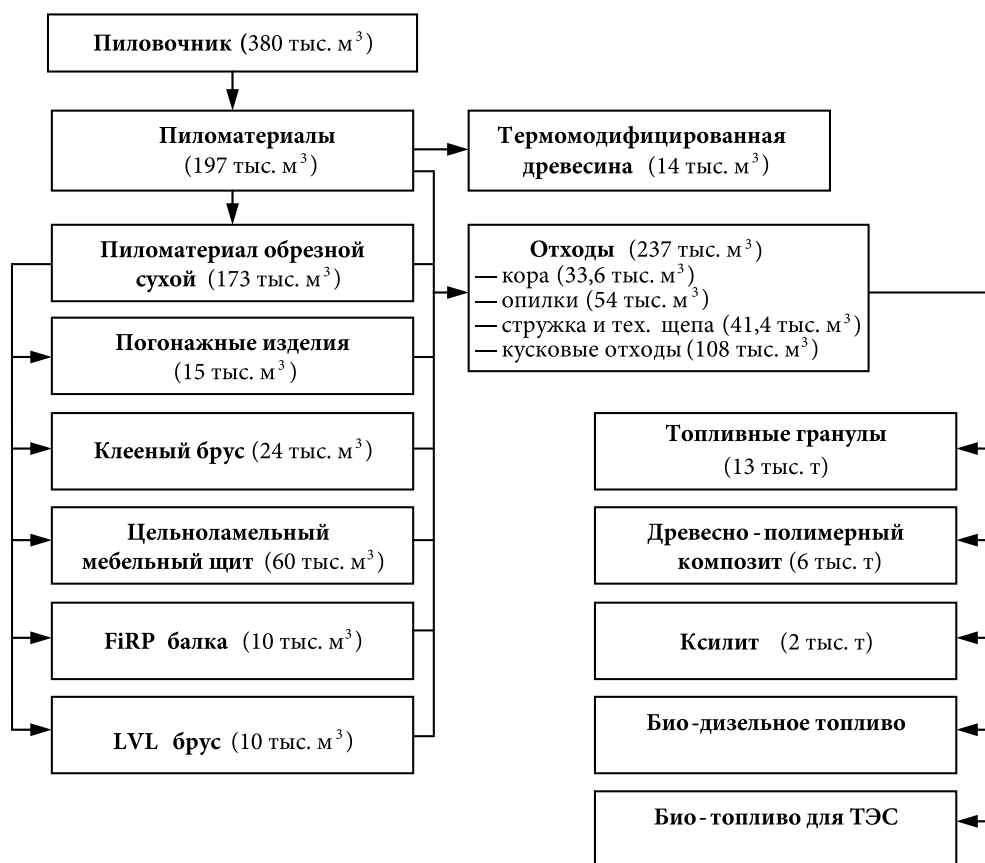 Пиловочник (380 тыс. м³)
Пиломатериалы
(197 тыс. м³)
Термомодифицированная
древесина (14 тыс. м³)
Пиломатериал обрезной
сухой (173 тыс. м³)
Отходы (237 тыс. м³)
— кора (33,6 тыс. м³)
— опилки (54 тыс. м³)
— стружка и тех. щепа (41,4 тыс. м³)
— кусковые отходы (108 тыс. м³)
Погонажные изделия
(15 тыс. м³)
Клееный брус (24 тыс. м³)
Цельноламельный
мебельный щит (60 тыс. м³)
FiRP балка (10 тыс. м³)
LVL брус (10 тыс. м³)
Топливные гранулы
(13 тыс. т)
Древесно - полимерный
композит (6 тыс. т)
Ксилит (2 тыс. т)
Био -дизельное топливо
Био - топливо для ТЭС